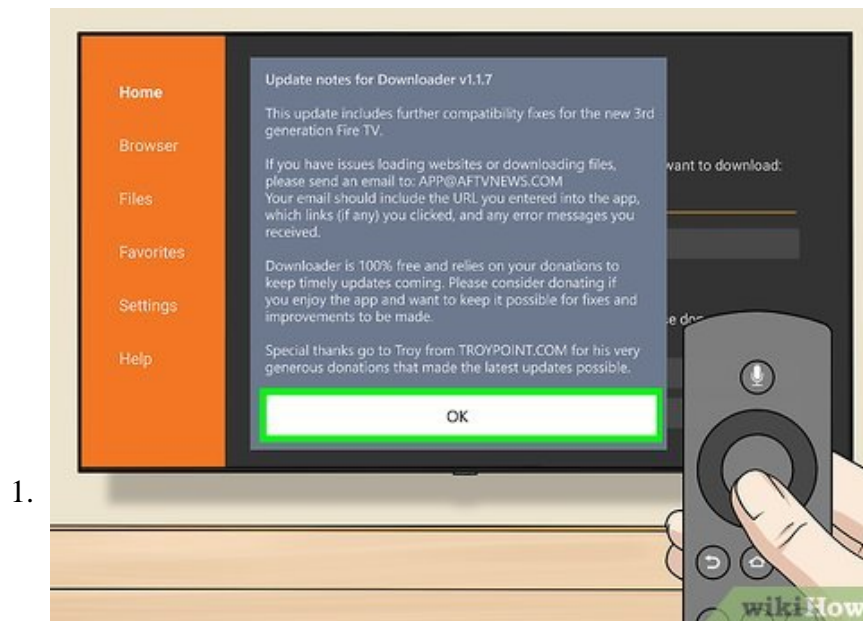 Home
Browser
Files
Favorites
Settings
Help
Update notes for Downloader v1.1.7
This update includes further compatibility fixes for the new 3rd
generation Fire TV.
If you have issues loading websites or downloading files,
please send an email to: APP@AFTVNEWS.COM
Your email should include the URL you entered into the app,
which links (if any) you clicked, and any error messages you
received.
Downloader is 100% free and relies on your donations to
keep timely updates coming. Please consider donating if
you enjoy the app and want to keep it possible for fixes and
improvements to be made.
Special thanks go to Troy from TROYPOINT.COM for his very
generous donations that made the latest updates possible.
OK
want to download:
1.
wikiHow